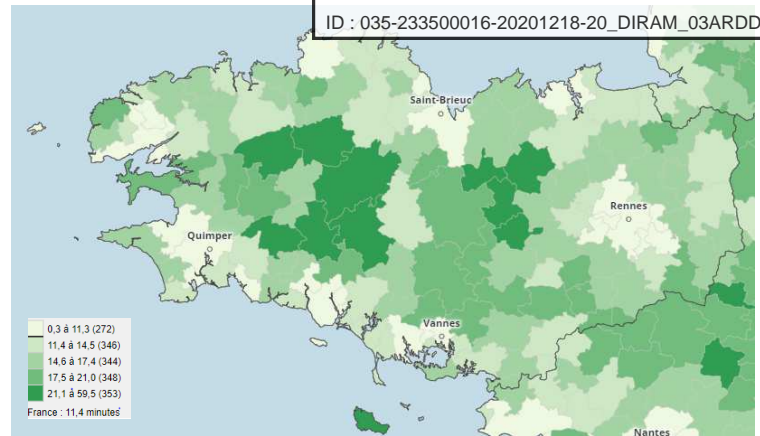 ID : 035-233500016-20201218-20_DIRAM_03ARDD
Saint-Brieuc
Rennes
Quimper
Vannes
0,3 à 11,3 (272)
11,4 à 14,5 (346)
14,6 à 17,4 (344)
17,5 à 21,0 (348)
21,1 à 59,5 (353)
France : 11,4 minutes
Nantes